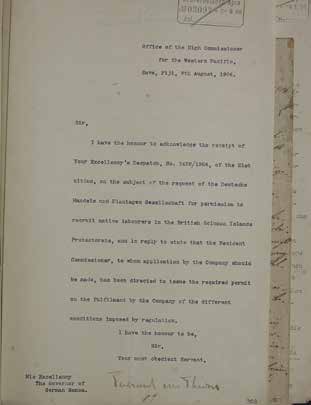 Office of the High Commissioner
for the Western Pacific,
Suva, Fiji, 9th August, 1904.
Sir,
I have the honour to acknowledge the receipt of
Your Excellency's Despatch, No. of the 21st
ultimo, on the subject of the request of the Deutsche
Handels und Plantagen Gesellschaft for permission to
recruit native labourers in the British Solomon Islands
Protectorate, and in reply to state that the Resident
Commissioner, to whom application by the Company should
be made, has been directed to issue the required permit
on the fulfilment by the Company of the different
conditions imposed by regulation.
I have the honour to be,
Sir,
Your most obedient Servant,
His Excellency
The Governor of
German Samoa.